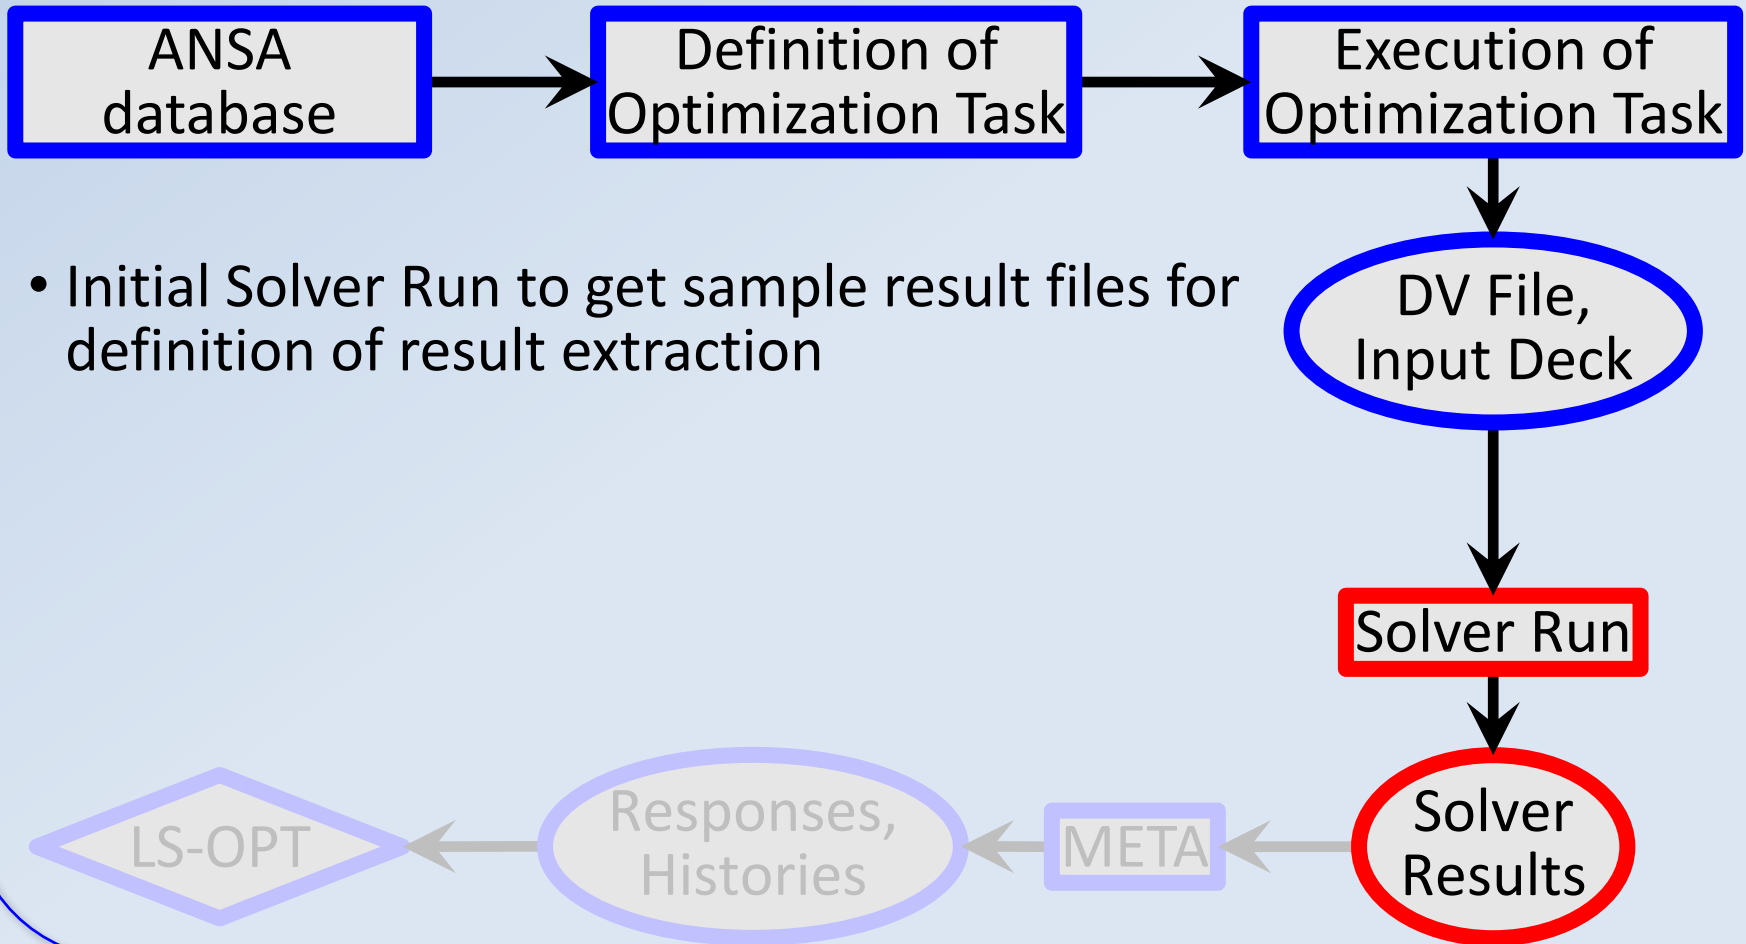 ANSA
database
Definition of
Optimization Task
Execution of
Optimization Task
• Initial Solver Run to get sample result files for
definition of result extraction
DV File,
Input Deck
Solver Run
LS-OPT
Responses,
Histories
META
Solver
Results